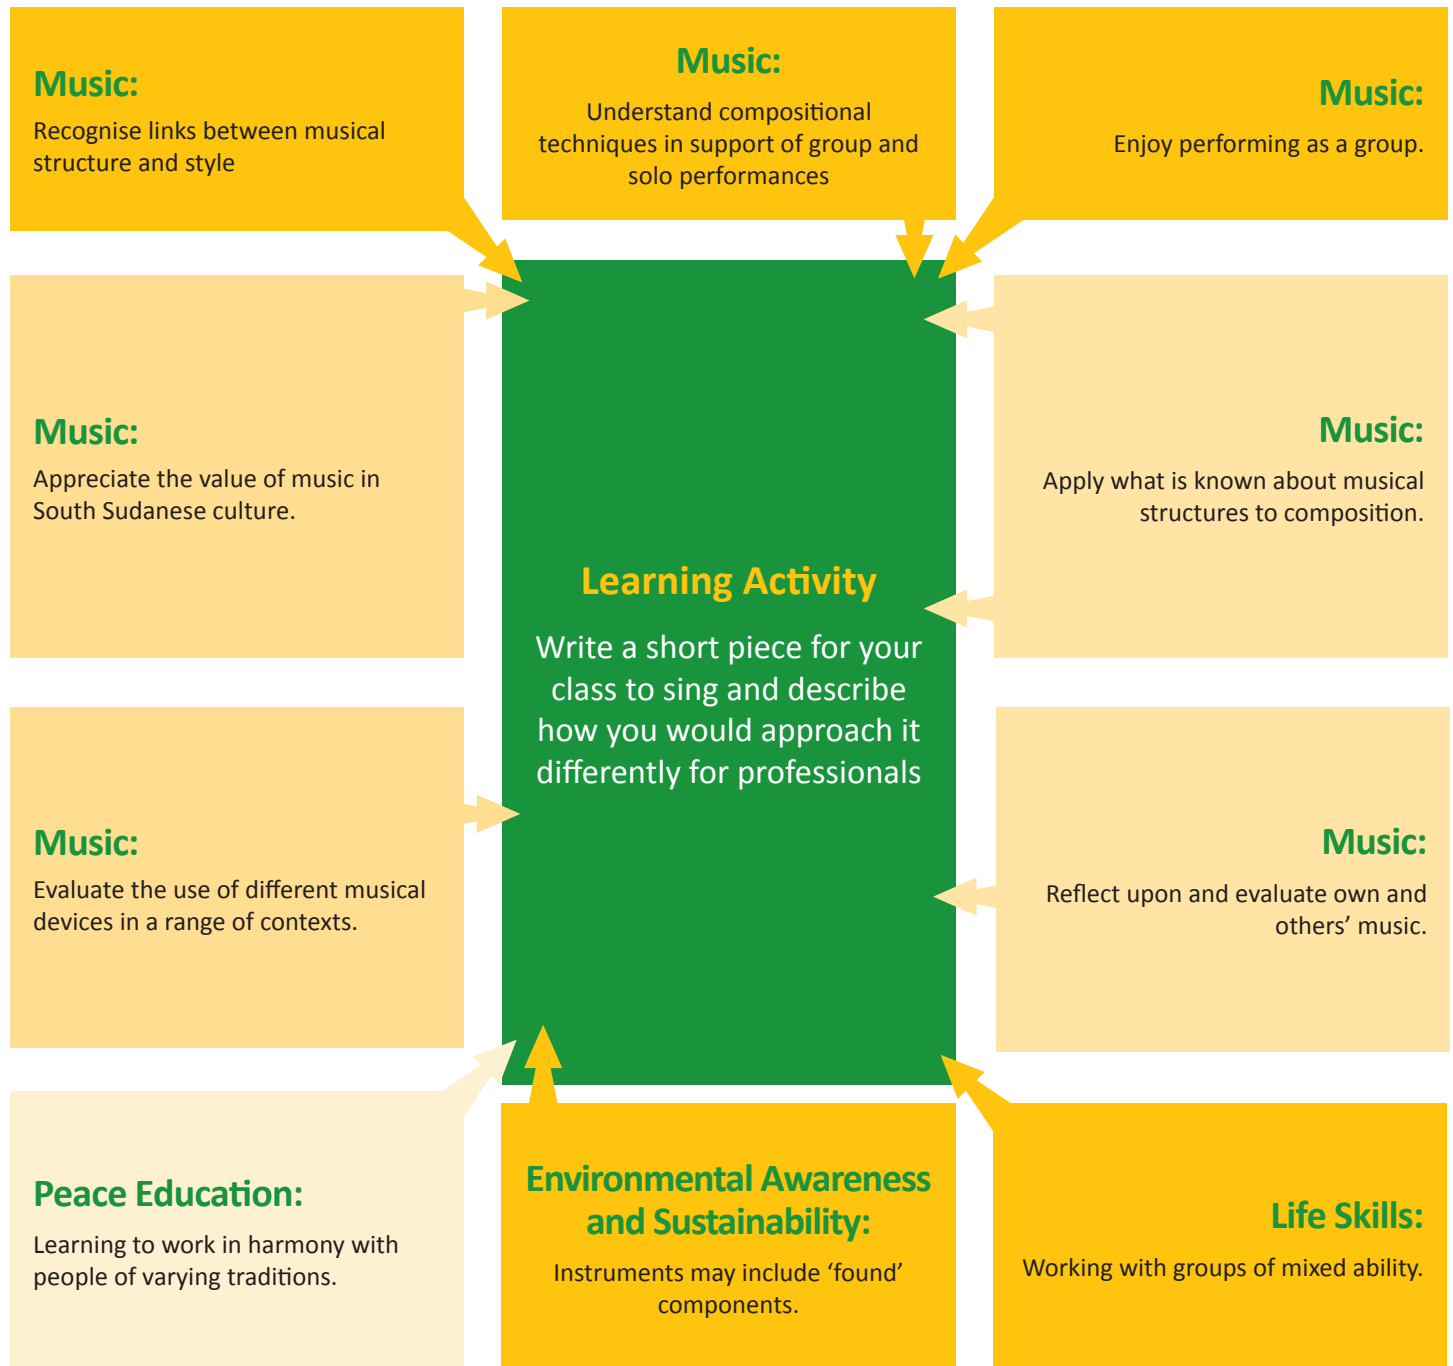 Music:
Recognise links between musical
structure and style
Music:
Understand compositional
techniques in support of group and
solo performances
Music:
Enjoy performing as a group.
Music:
Appreciate the value of music in
South Sudanese culture.
Learning Activity
Write a short piece for your
class to sing and describe
how you would approach it
differently for professionals
Music:
Apply what is known about musical
structures to composition.
Music:
Evaluate the use of different musical
devices in a range of contexts.
Music:
Reflect upon and evaluate own and
others’ music.
Peace Education:
Learning to work in harmony with
people of varying traditions.
Environmental Awareness
and Sustainability:
Instruments may include ‘found’
components.
Life Skills:
Working with groups of mixed ability.